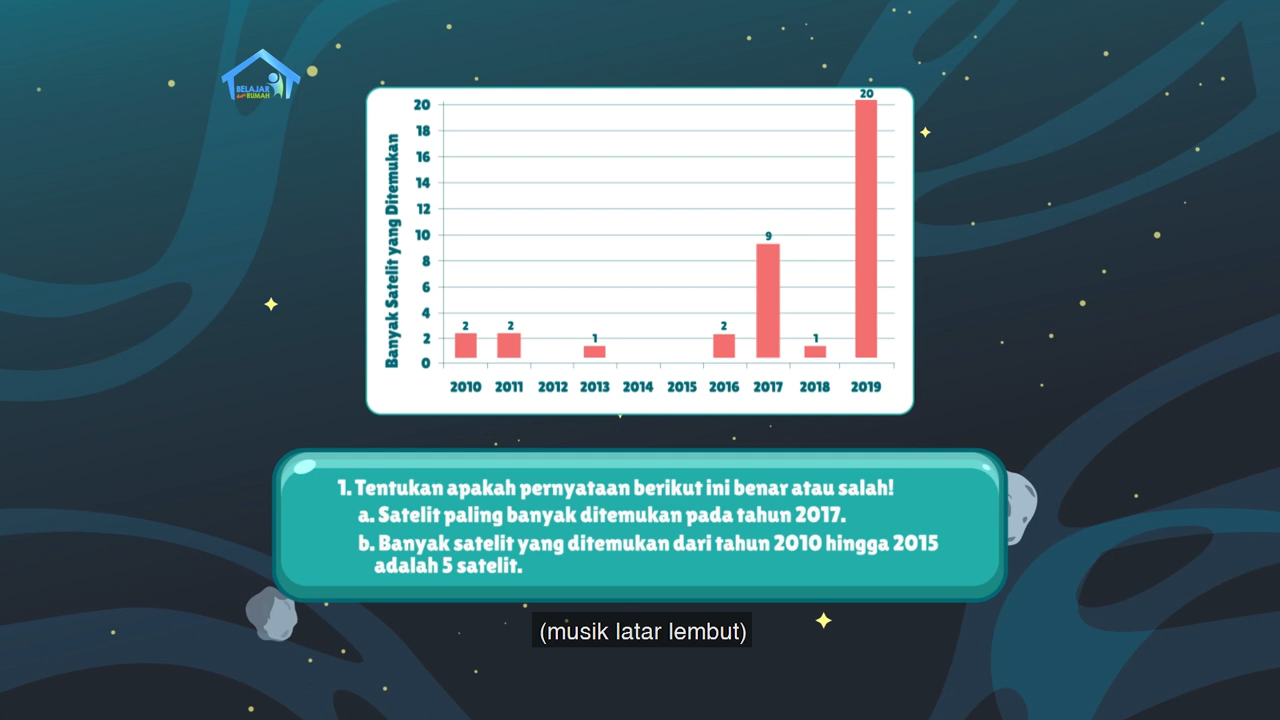 BELAJAR
dari RUMAH
Banyak Satelit yang Ditemukan
20
18
16
14
12
10
8
6
4
2
0
2
2
1
2
9
1
20
2010 2011 2012 2013 2014 2015 2016 2017 2018 2019
1. Tentukan apakah pernyataan berikut ini benar atau salah!
a. Satelit paling banyak ditemukan pada tahun 2017.
b. Banyak satelit yang ditemukan dari tahun 2010 hingga 2015
adalah 5 satelit.
(musik latar lembut)